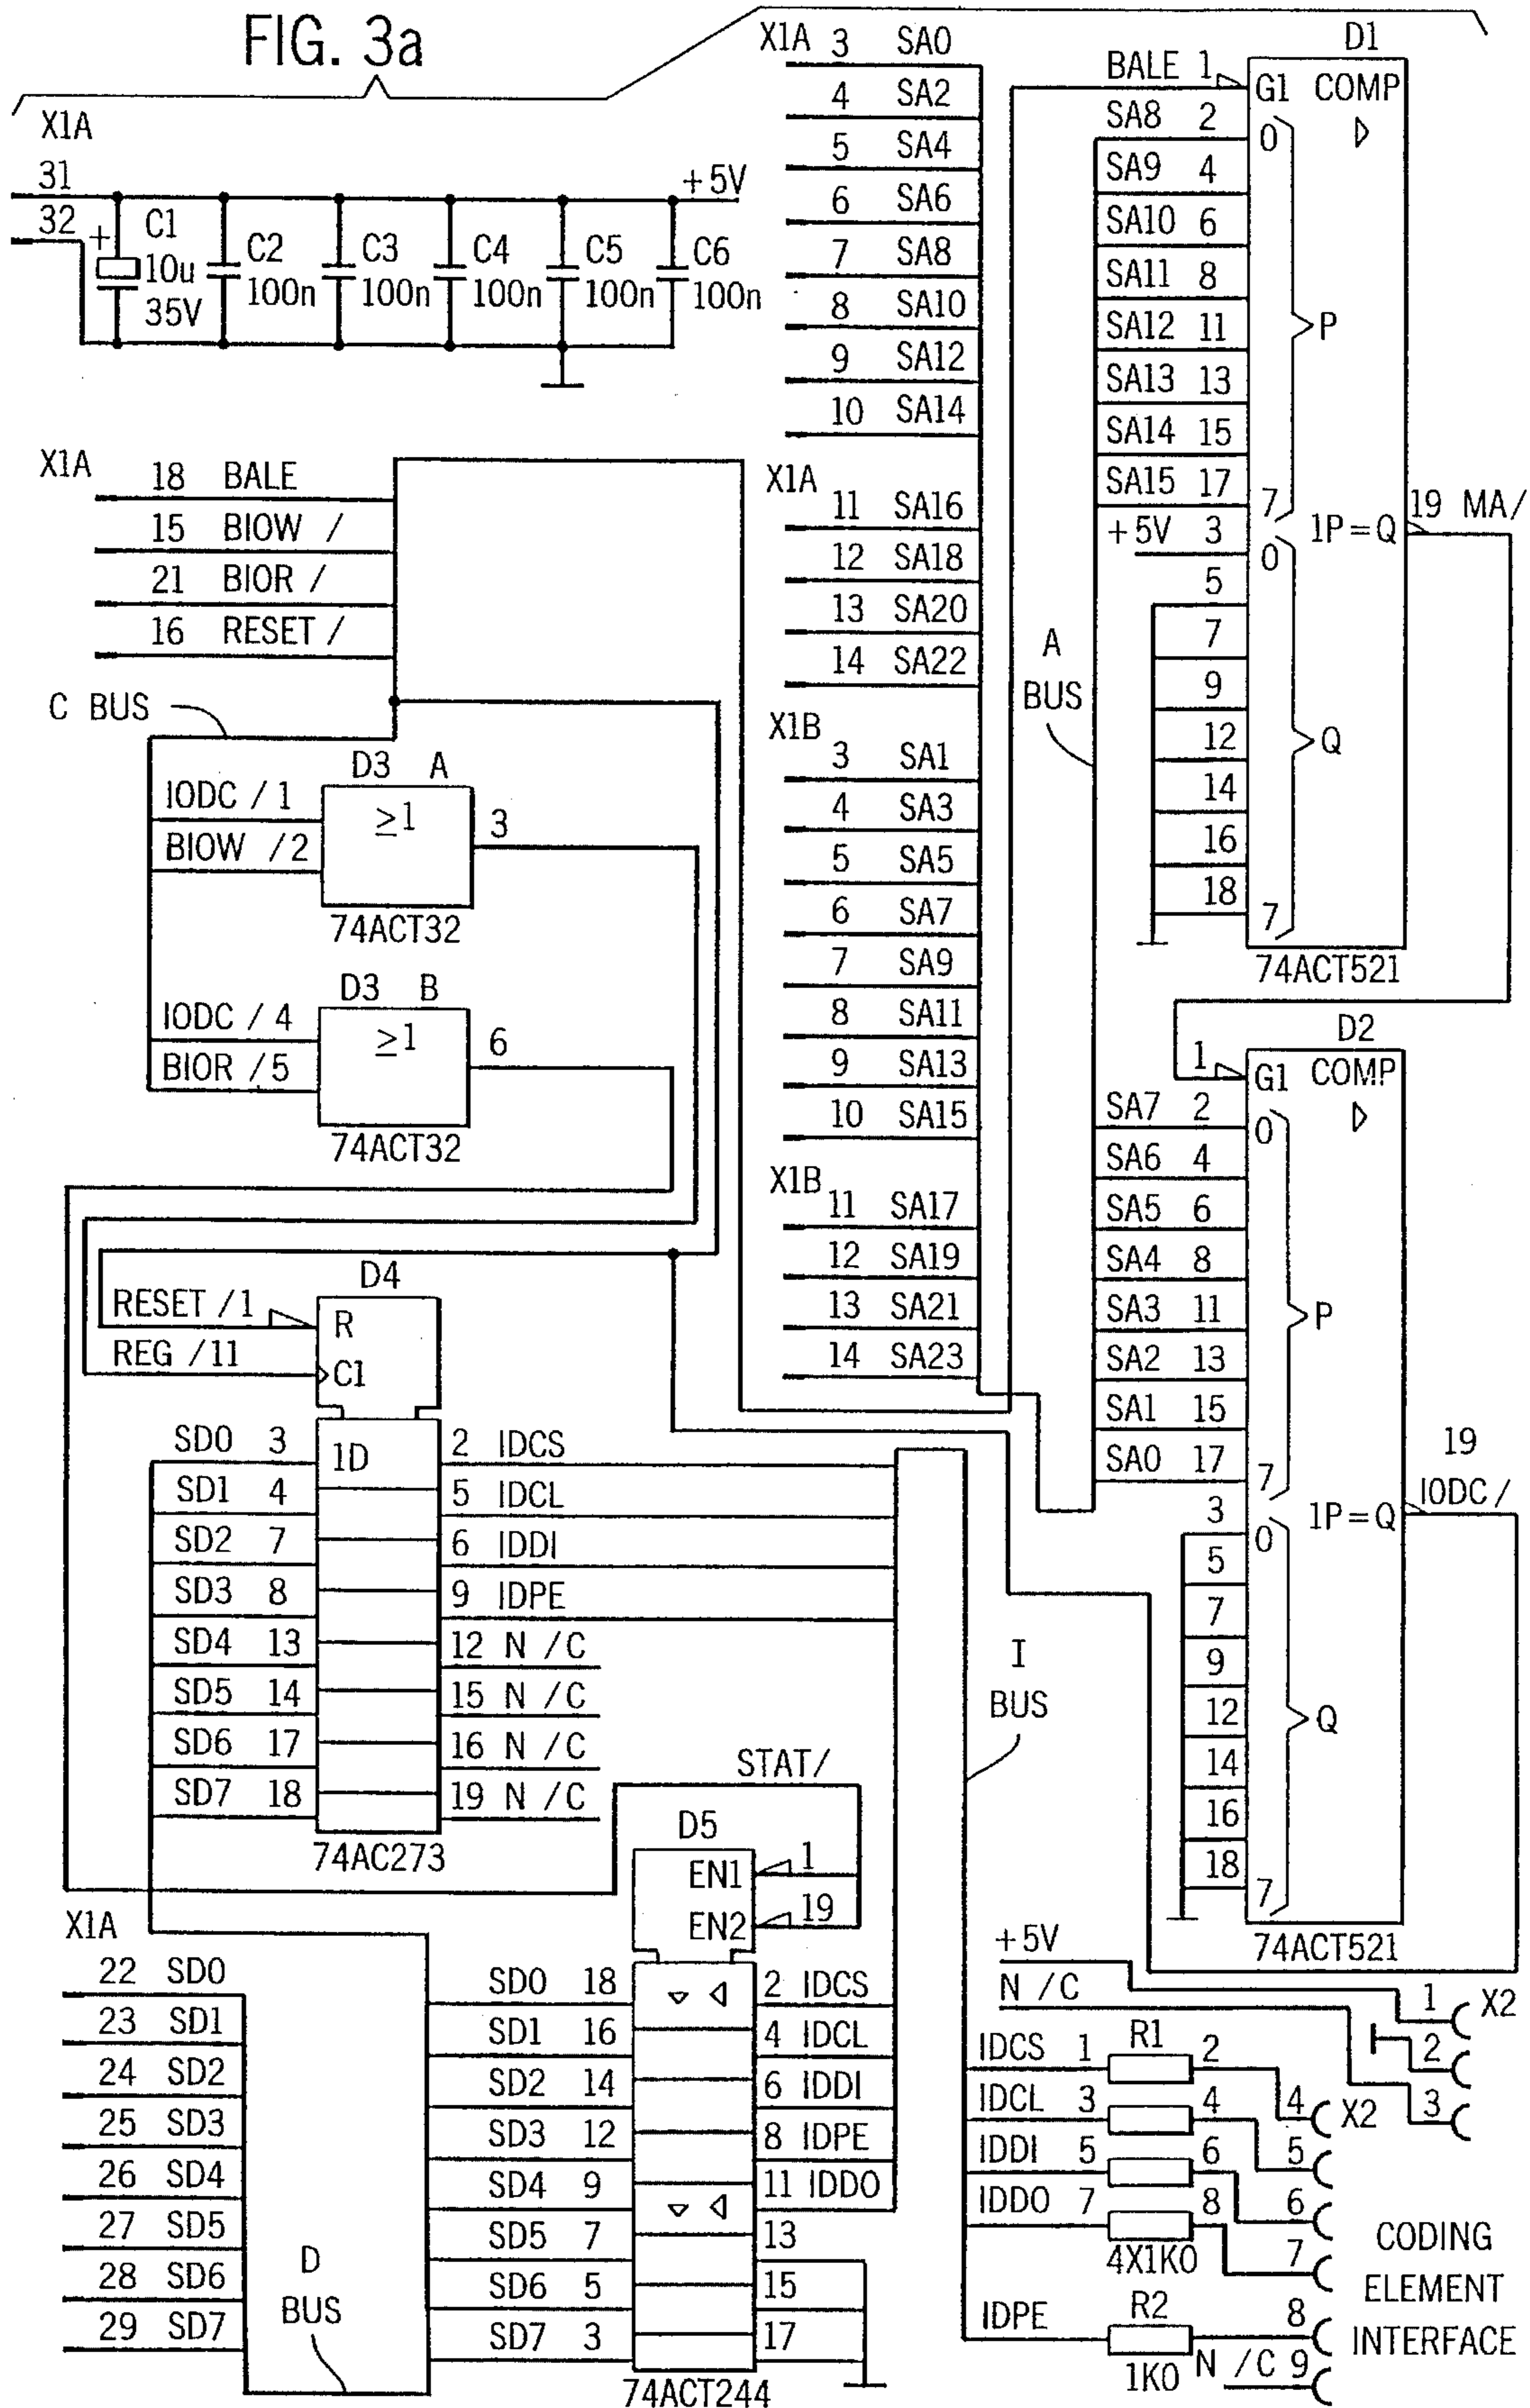 FIG. 3a
X1A
31
32
+5V
+ C1 10u 35V
C2 100n
C3 100n
C4 100n
C5 100n
C6 100n
X1A
18 BALE
15 BIOW /
21 BIOR /
16 RESET /
C BUS
D3 A
IODC / 1
BIOW / 2
≥1
3
74ACT32
D3 B
IODC / 4
BIOR / 5
≥1
6
74ACT32
X1A 3 SA0
4 SA2
5 SA4
6 SA6
7 SA8
8 SA10
9 SA12
10 SA14
X1A
11 SA16
12 SA18
13 SA20
14 SA22
X1B
3 SA1
4 SA3
5 SA5
6 SA7
7 SA9
8 SA11
9 SA13
10 SA15
X1B
11 SA17
12 SA19
13 SA21
14 SA23
A BUS
D1
BALE 1 G1 COMP
SA8 2 0
SA9 4
SA10 6
SA11 8
SA12 11
SA13 13
SA14 15
SA15 17 7
P
+5V 3 0
5
7
9
12
14
16
18 7
Q
1P=Q
19 MA/
74ACT521
D2
1 G1 COMP
SA7 2 0
SA6 4
SA5 6
SA4 8
SA3 11
SA2 13
SA1 15
SA0 17 7
P
3 0
5
7
9
12
14
16
18 7
Q
1P=Q
19
IODC/
74ACT521
D4
RESET /1 R
REG /11 C1
SD0 3 1D 2 IDCS
SD1 4 5 IDCL
SD2 7 6 IDDI
SD3 8 9 IDPE
SD4 13 12 N /C
SD5 14 15 N /C
SD6 17 16 N /C
SD7 18 19 N /C
74AC273
STAT/
D5
EN1 1
EN2 19
SD0 18 2 IDCS
SD1 16 4 IDCL
SD2 14 6 IDDI
SD3 12 8 IDPE
SD4 9 11 IDDO
SD5 7 13
SD6 5 15
SD7 3 17
74ACT244
X1A
22 SD0
23 SD1
24 SD2
25 SD3
26 SD4
27 SD5
28 SD6
29 SD7
D BUS
I BUS
+5V
N /C
1 X2
2
3
IDCS 1 R1 2 4 X2
IDCL 3 4 5
IDDI 5 6 6
IDDO 7 8 7
4X1K0
IDPE R2 8
1K0 N /C 9
CODING
ELEMENT
INTERFACE